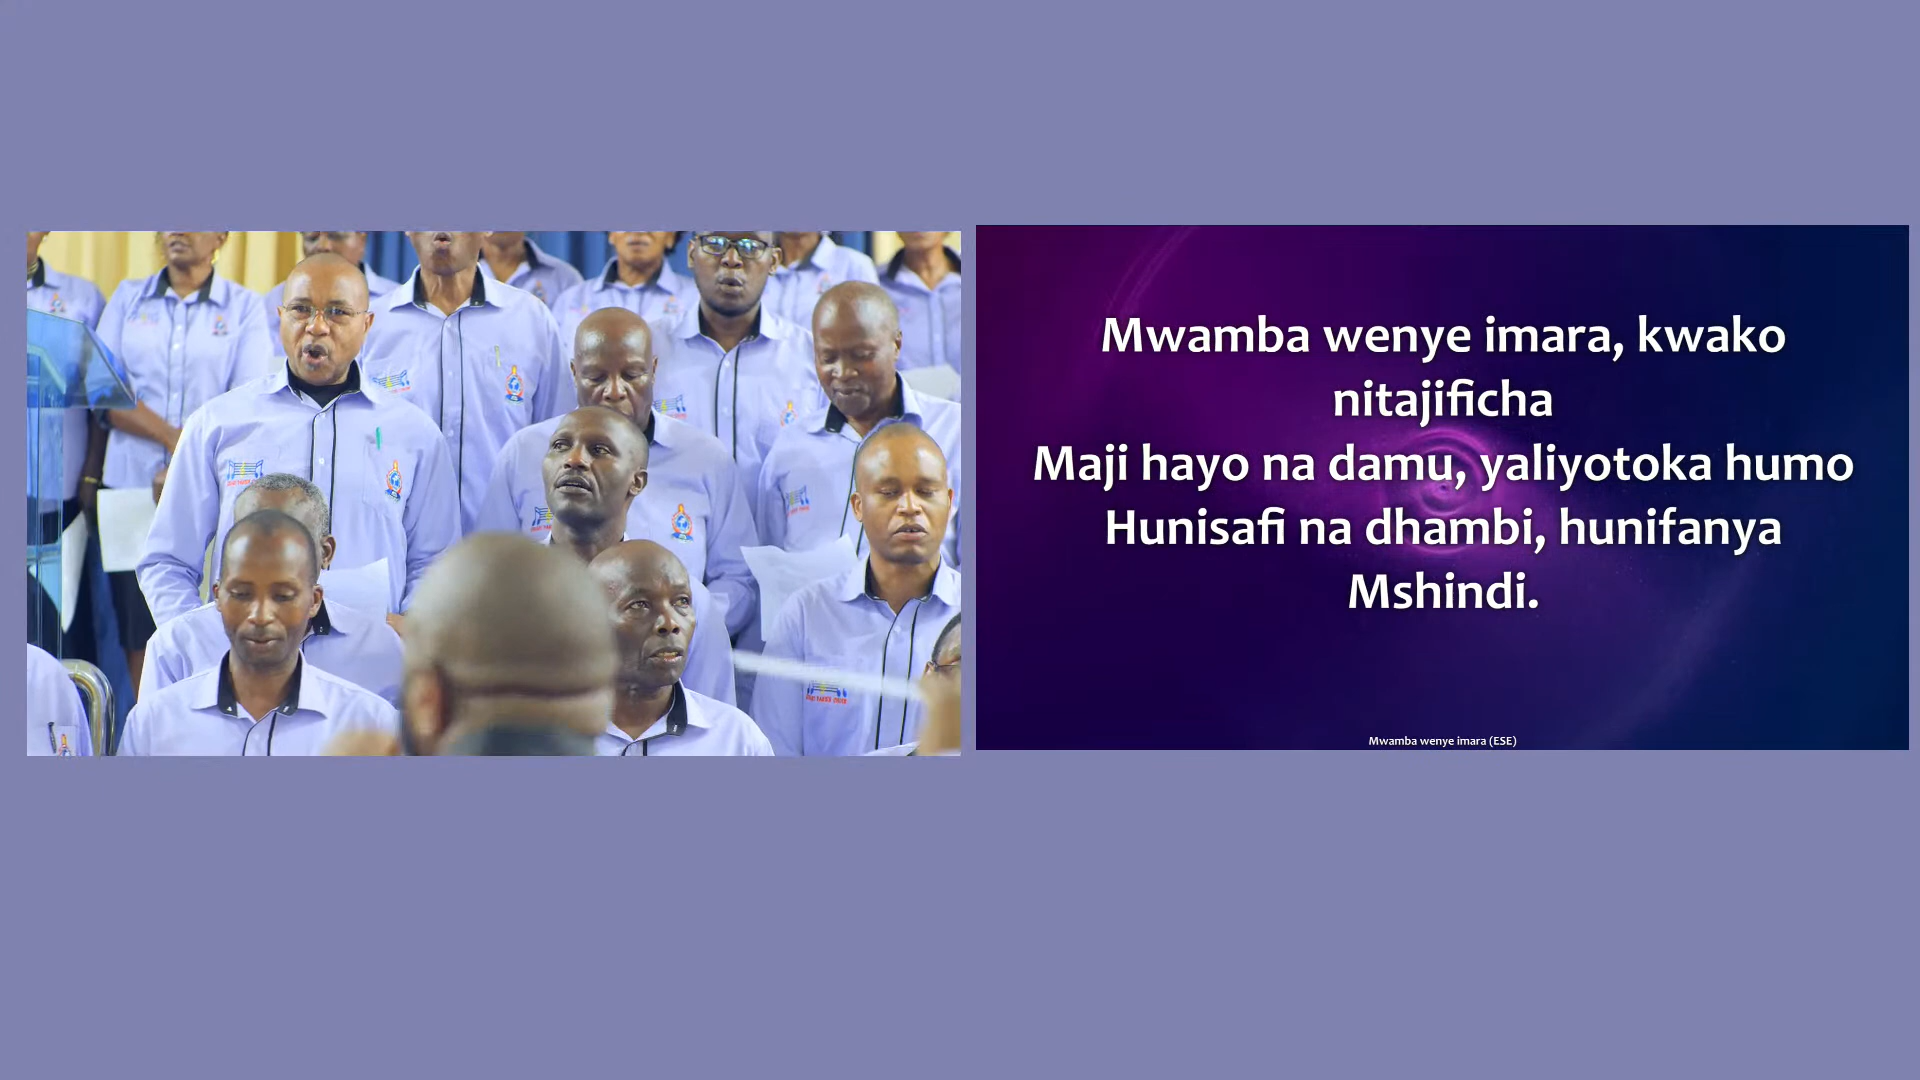 Mwamba wenye imara, kwako
nitajificha
Maji hayo na damu, yaliyotoka humo
Hunisafi na dhambi, hunifanya
Mshindi.
Mwamba wenye imara (ESE)